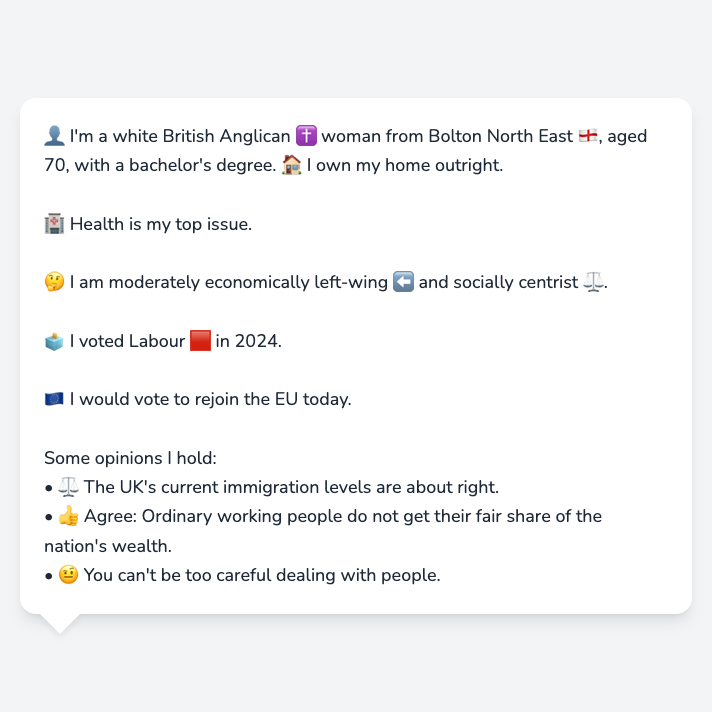 👤 I'm a white British Anglican ✝️ woman from Bolton North East 🏴󠁧󠁢󠁥󠁮󠁧󠁿, aged
70, with a bachelor's degree. 🏠 I own my home outright.
🏥 Health is my top issue.
🤔 I am moderately economically left-wing ⬅️ and socially centrist ⚖️.
🗳️ I voted Labour 🟥 in 2024.
🇪🇺 I would vote to rejoin the EU today.
Some opinions I hold:
• ⚖️ The UK's current immigration levels are about right.
• 👍 Agree: Ordinary working people do not get their fair share of the
nation's wealth.
• 🤨 You can't be too careful dealing with people.